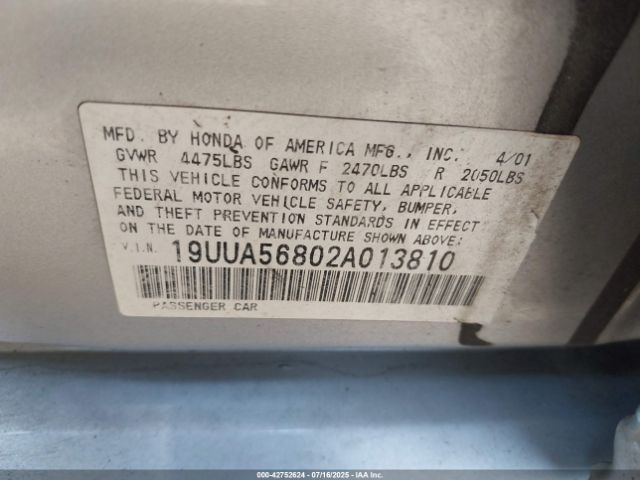 MFD. BY HONDA OF AMERICA MFG., INC. 4/01
GVWR 4475LBS GAWR F 2470LBS R 2050LBS
THIS VEHICLE CONFORMS TO ALL APPLICABLE
FEDERAL MOTOR VEHICLE SAFETY, BUMPER,
AND THEFT PREVENTION STANDARDS IN EFFECT
ON THE DATE OF MANUFACTURE SHOWN ABOVE:
V.I.N. 19UUA56802A013810
PASSENGER CAR
000-42752624 - 07/16/2025 - IAA Inc.